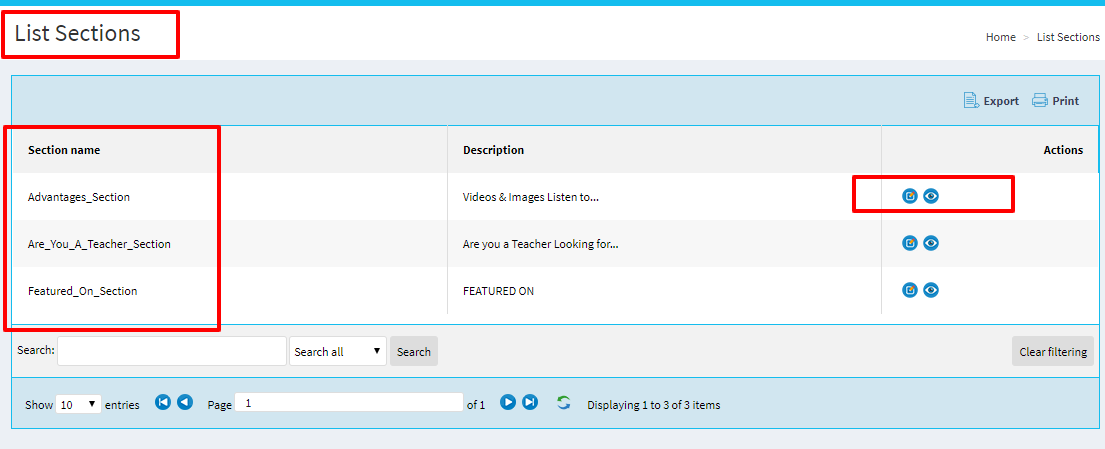 List Sections
Home > List Sections
Export Print
Section name Description Actions
Advantages_Section Videos & Images Listen to...
Are_You_A_Teacher_Section Are you a Teacher Looking for...
Featured_On_Section FEATURED ON
Search: Search all Search Clear filtering
Show 10 entries Page 1 of 1 Displaying 1 to 3 of 3 items